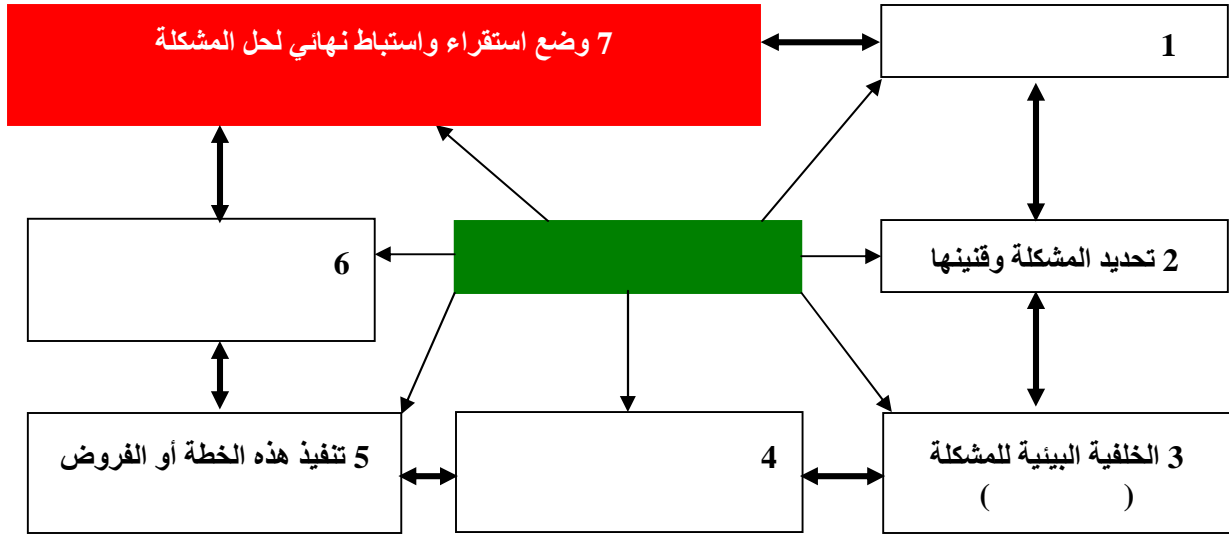 7 وضع استقراء واستباط نهائي لحل المشكلة
1
6
2 تحديد المشكلة وقنينها
5 تنفيذ هذه الخطة أو الفروض
4
3 الخلفية البيئية للمشكلة
( )